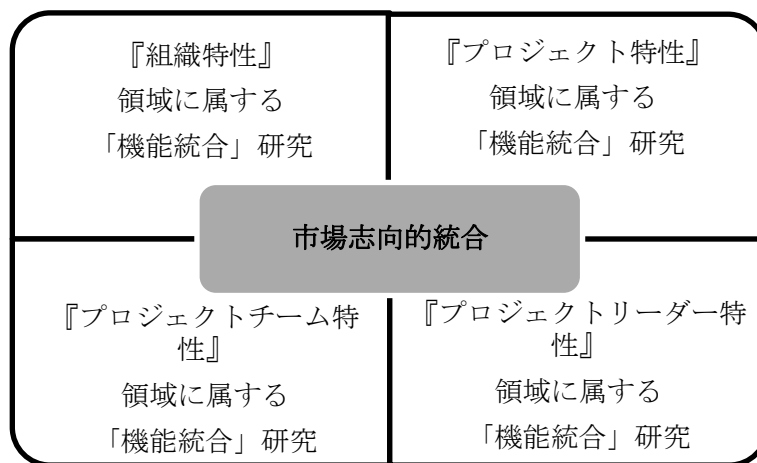 『組織特性』
領域に属する
「機能統合」研究
『プロジェクト特性』
領域に属する
「機能統合」研究
市場志向的統合
『プロジェクトチーム特
性』
領域に属する
「機能統合」研究
『プロジェクトリーダー特
性』
領域に属する
「機能統合」研究